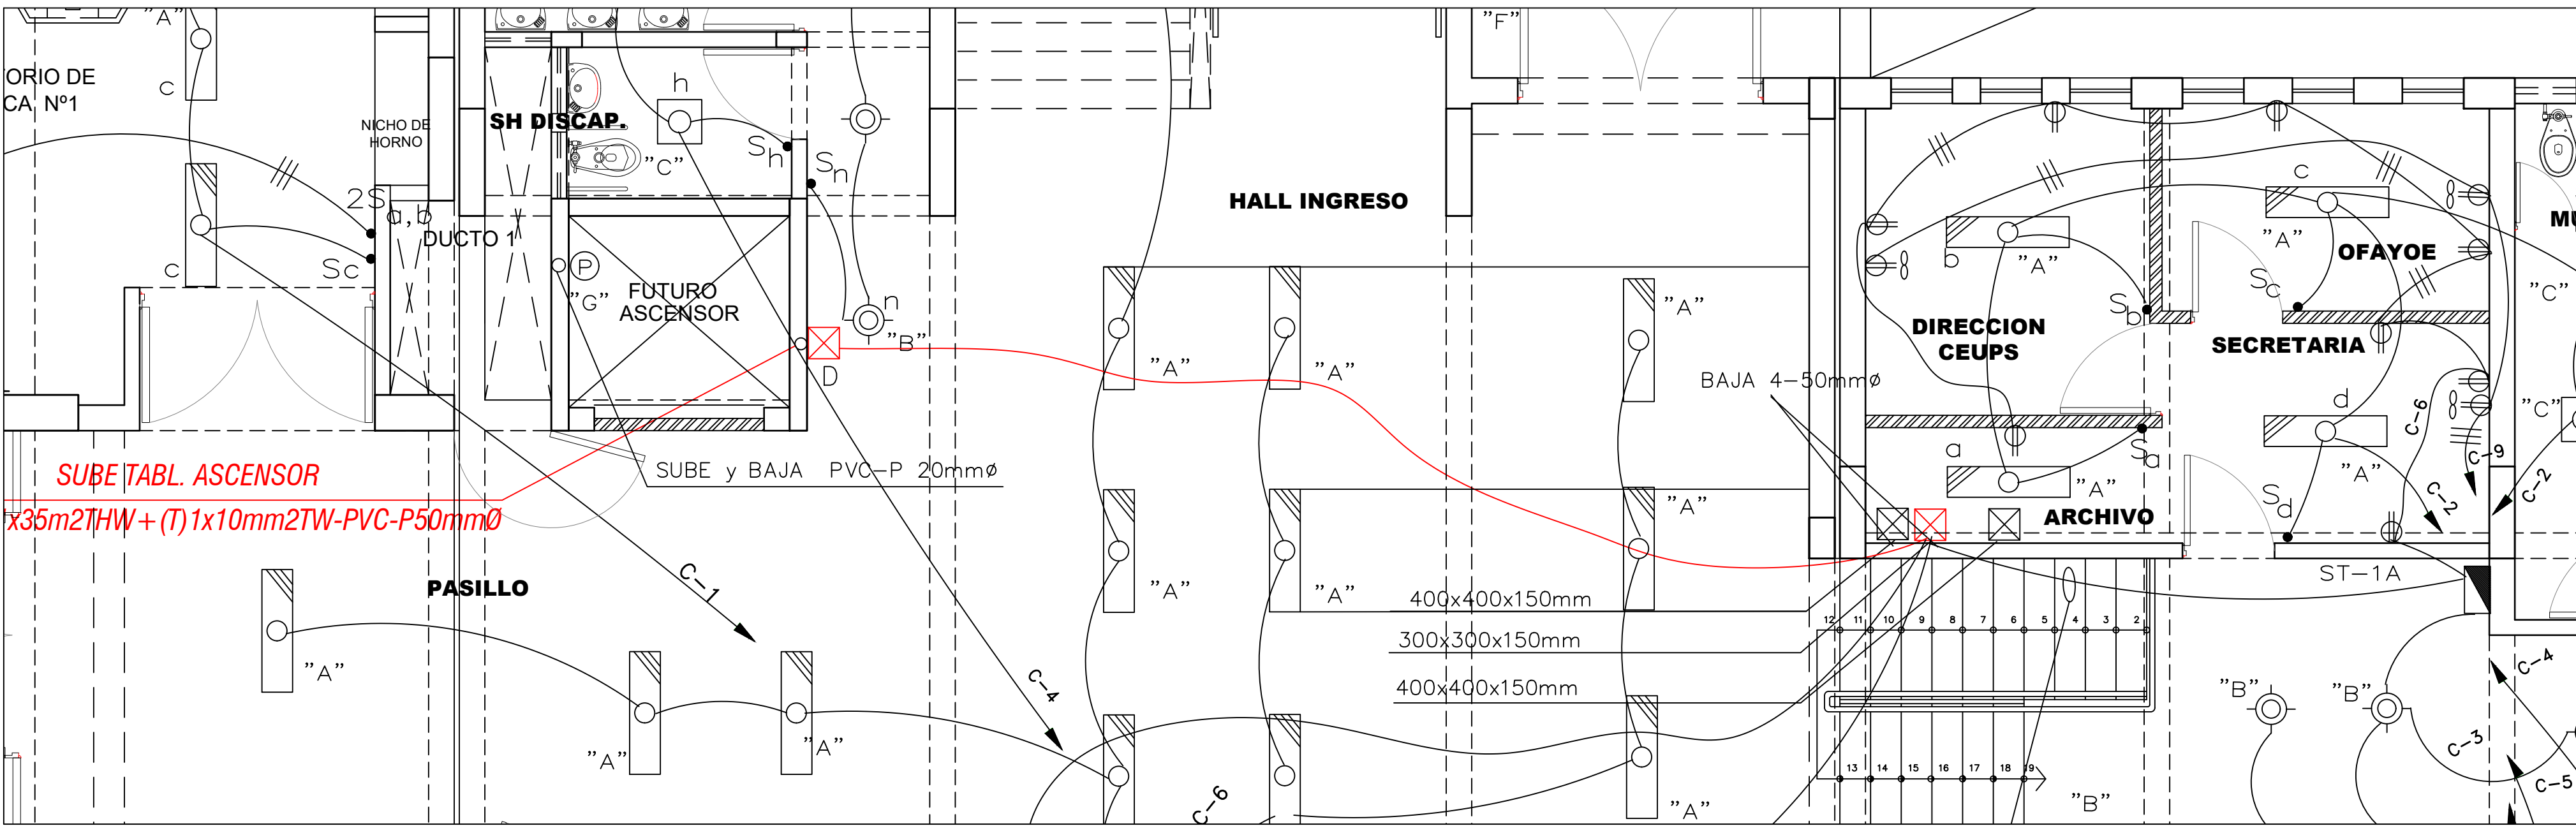 "A"
ORIO DE
CA Nº1
c
NICHO DE
HORNO
2S
a,b
Sc
c
DUCTO 1
SH DISCAP.
h
"C"
Sh
Sn
P
"G"
FUTURO
ASCENSOR
n
"B"
D
SUBE TABL. ASCENSOR
x35m2THW+(T)1x10mm2TW-PVC-P50mmØ
SUBE y BAJA PVC-P 20mmø
PASILLO
C-1
C-4
"A"
"A"
"A"
HALL INGRESO
"F"
"A"
"A"
"A"
"A"
"A"
"A"
"A"
C-6
400x400x150mm
300x300x150mm
400x400x150mm
BAJA 4-50mmø
DIRECCION
CEUPS
b
"A"
Sb
a
"A"
Sa
ARCHIVO
c
"A"
OFAYOE
Sc
SECRETARIA
d
"A"
Sd
C-6
C-9
C-2
C-2
MU
"C"
"C"
ST-1A
12 11 10 9 8 7 6 5 4 3 2
13 14 15 16 17 18 19
"B"
"B"
"B"
C-4
C-3
C-5